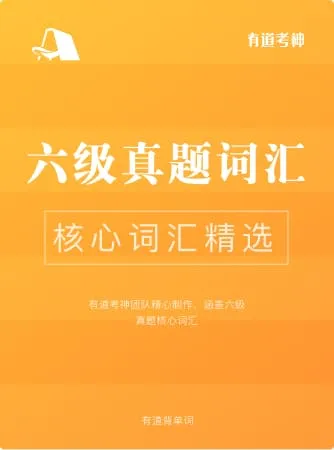 有道考神
六级真题词汇
核心词汇精选
有道考神团队精心制作，涵盖六级
真题核心词汇
有道背单词